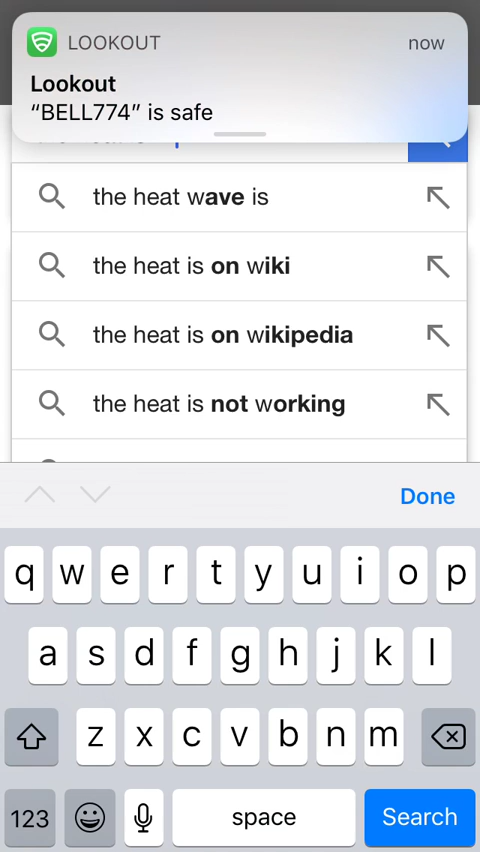 LOOKOUT now
Lookout
“BELL774” is safe
the heat wave is
the heat is on wiki
the heat is on wikipedia
the heat is not working
Done
q w e r t y u i o p
a s d f g h j k l
z x c v b n m
123 space Search